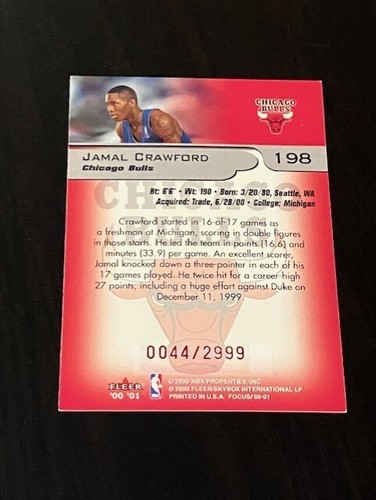 CHICAGO
BULLS
JAMAL CRAWFORD
Chicago Bulls
198
Ht: 6'6" • Wt: 190 • Born: 3/20/80, Seattle, WA
Acquired: Trade, 6/28/00 • College: Michigan
CHICAGO
BULLS
Crawford started in 16-of-17 games as
a freshman at Michigan, scoring in double figures
in those starts. He led the team in points (16.6) and
minutes (33.9) per game. An excellent scorer,
Jamal knocked down a three-pointer in each of his
17 games played. He twice hit for a career-high
27 points, including a huge effort against Duke on
December 11, 1999
0044/2999
FLEER
'00 '01
NBA
© 2000 NBA PROPERTIES, INC.
© 2000 FLEER/SKYBOX INTERNATIONAL LP
PRINTED IN U.S.A. FOCUS/00-01